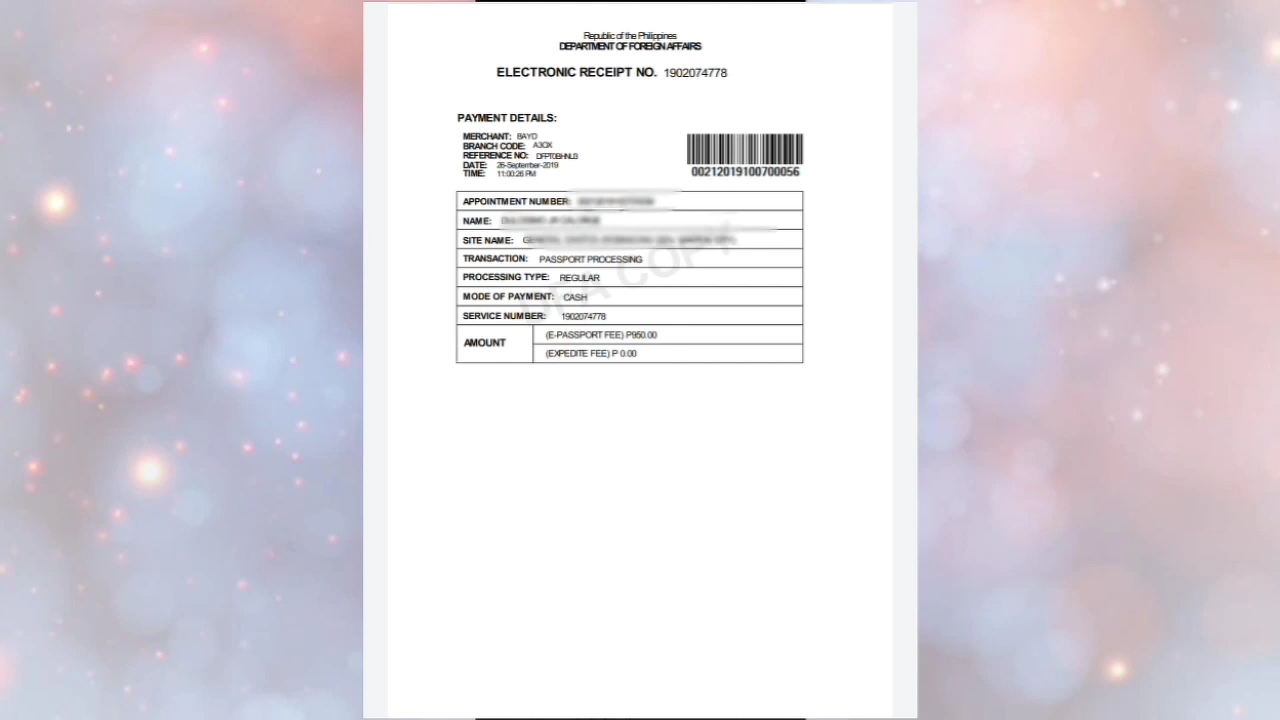 Republic of the Philippines
DEPARTMENT OF FOREIGN AFFAIRS
ELECTRONIC RECEIPT NO. 1902074778
PAYMENT DETAILS:
MERCHANT: BAYD
BRANCH CODE: A3OX
REFERENCE NO:
DATE: 26-September-2019
TIME: 11:00:26 PM
00212019100700056
APPOINTMENT NUMBER:
NAME:
SITE NAME:
TRANSACTION: PASSPORT PROCESSING
PROCESSING TYPE: REGULAR
MODE OF PAYMENT: CASH
SERVICE NUMBER: 1902074778
AMOUNT
(E-PASSPORT FEE) P950.00
(EXPEDITE FEE) P 0.00
DFA COPY